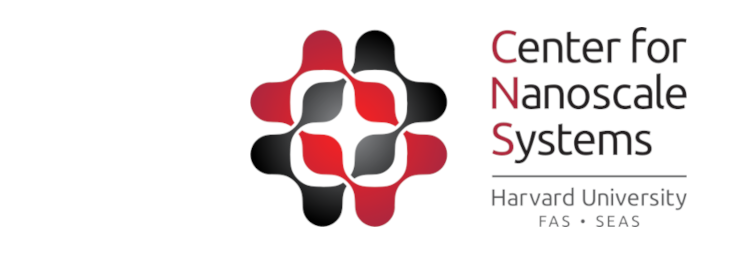 Center for
Nanoscale
Systems
Harvard University
FAS • SEAS